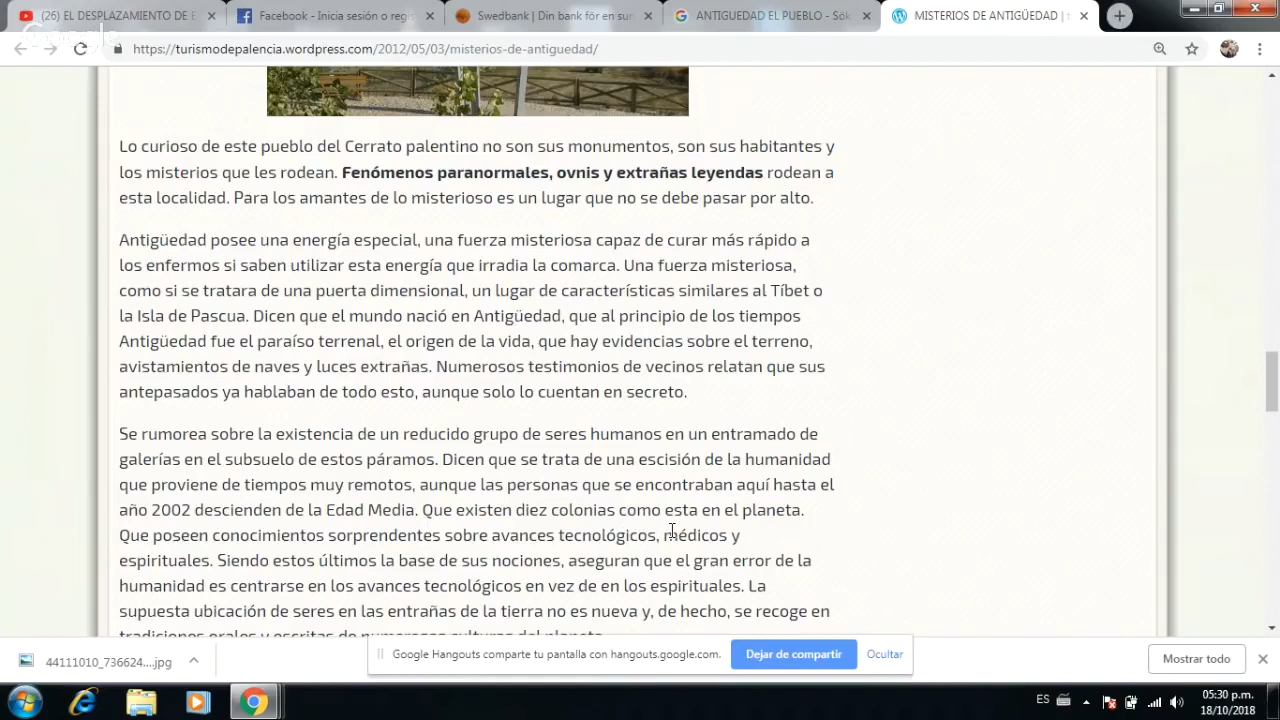 (26) EL DESPLAZAMIENTO DE E
Facebook - Inicia sesión o regis
Swedbank | Din bank för en sun
ANTIGUEDAD EL PUEBLO - Sök
MISTERIOS DE ANTIGÜEDAD | t
https://turismodepalencia.wordpress.com/2012/05/03/misterios-de-antiguedad/
Lo curioso de este pueblo del Cerrato palentino no son sus monumentos, son sus habitantes y
los misterios que les rodean. Fenómenos paranormales, ovnis y extrañas leyendas rodean a
esta localidad. Para los amantes de lo misterioso es un lugar que no se debe pasar por alto.
Antigüedad posee una energía especial, una fuerza misteriosa capaz de curar más rápido a
los enfermos si saben utilizar esta energía que irradia la comarca. Una fuerza misteriosa,
como si se tratara de una puerta dimensional, un lugar de características similares al Tíbet o
la Isla de Pascua. Dicen que el mundo nació en Antigüedad, que al principio de los tiempos
Antigüedad fue el paraíso terrenal, el origen de la vida, que hay evidencias sobre el terreno,
avistamientos de naves y luces extrañas. Numerosos testimonios de vecinos relatan que sus
antepasados ya hablaban de todo esto, aunque solo lo cuentan en secreto.
Se rumorea sobre la existencia de un reducido grupo de seres humanos en un entramado de
galerías en el subsuelo de estos páramos. Dicen que se trata de una escisión de la humanidad
que proviene de tiempos muy remotos, aunque las personas que se encontraban aquí hasta el
año 2002 descienden de la Edad Media. Que existen diez colonias como esta en el planeta.
Que poseen conocimientos sorprendentes sobre avances tecnológicos, médicos y
espirituales. Siendo estos últimos la base de sus nociones, aseguran que el gran error de la
humanidad es centrarse en los avances tecnológicos en vez de en los espirituales. La
supuesta ubicación de seres en las entrañas de la tierra no es nueva y, de hecho, se recoge en
tradiciones orales y escritas de numerosas culturas del planeta.
Google Hangouts comparte tu pantalla con hangouts.google.com.
Dejar de compartir
Ocultar
44111010_736624....jpg
Mostrar todo
ES
05:30 p.m.
18/10/2018